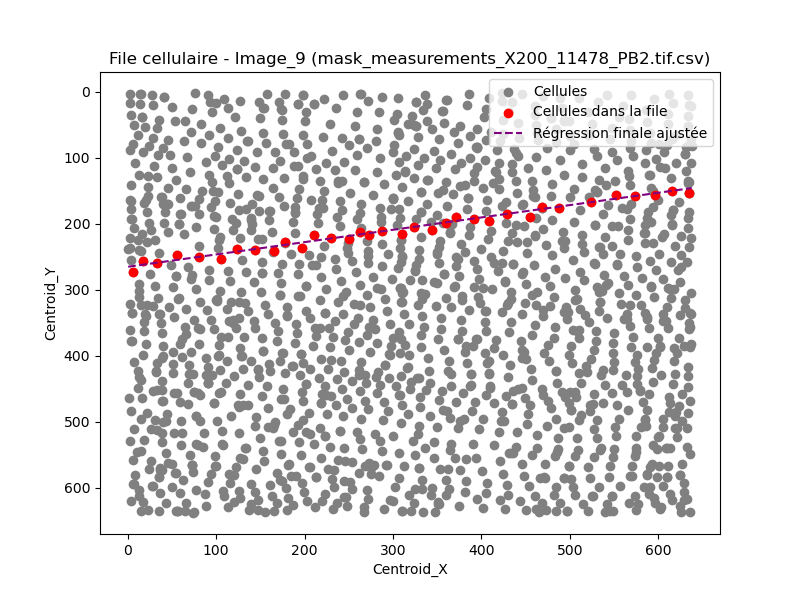 File cellulaire - Image_9 (mask_measurements_X200_11478_PB2.tif.csv)
Cellules
Cellules dans la file
Régression finale ajustée
Centroid_Y
0
100
200
300
400
500
600
0 100 200 300 400 500 600
Centroid_X